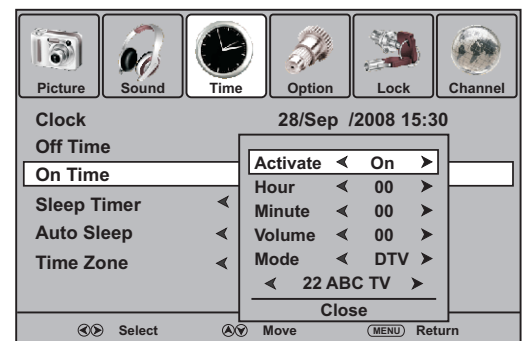 Picture Sound Time Option Lock Channel
Clock 28/Sep /2008 15:30
Off Time
On Time
Activate On
Hour 00
Sleep Timer
Minute 00
Auto Sleep
Volume 00
Time Zone
Mode DTV
22 ABC TV
Close
Select Move MENU Return